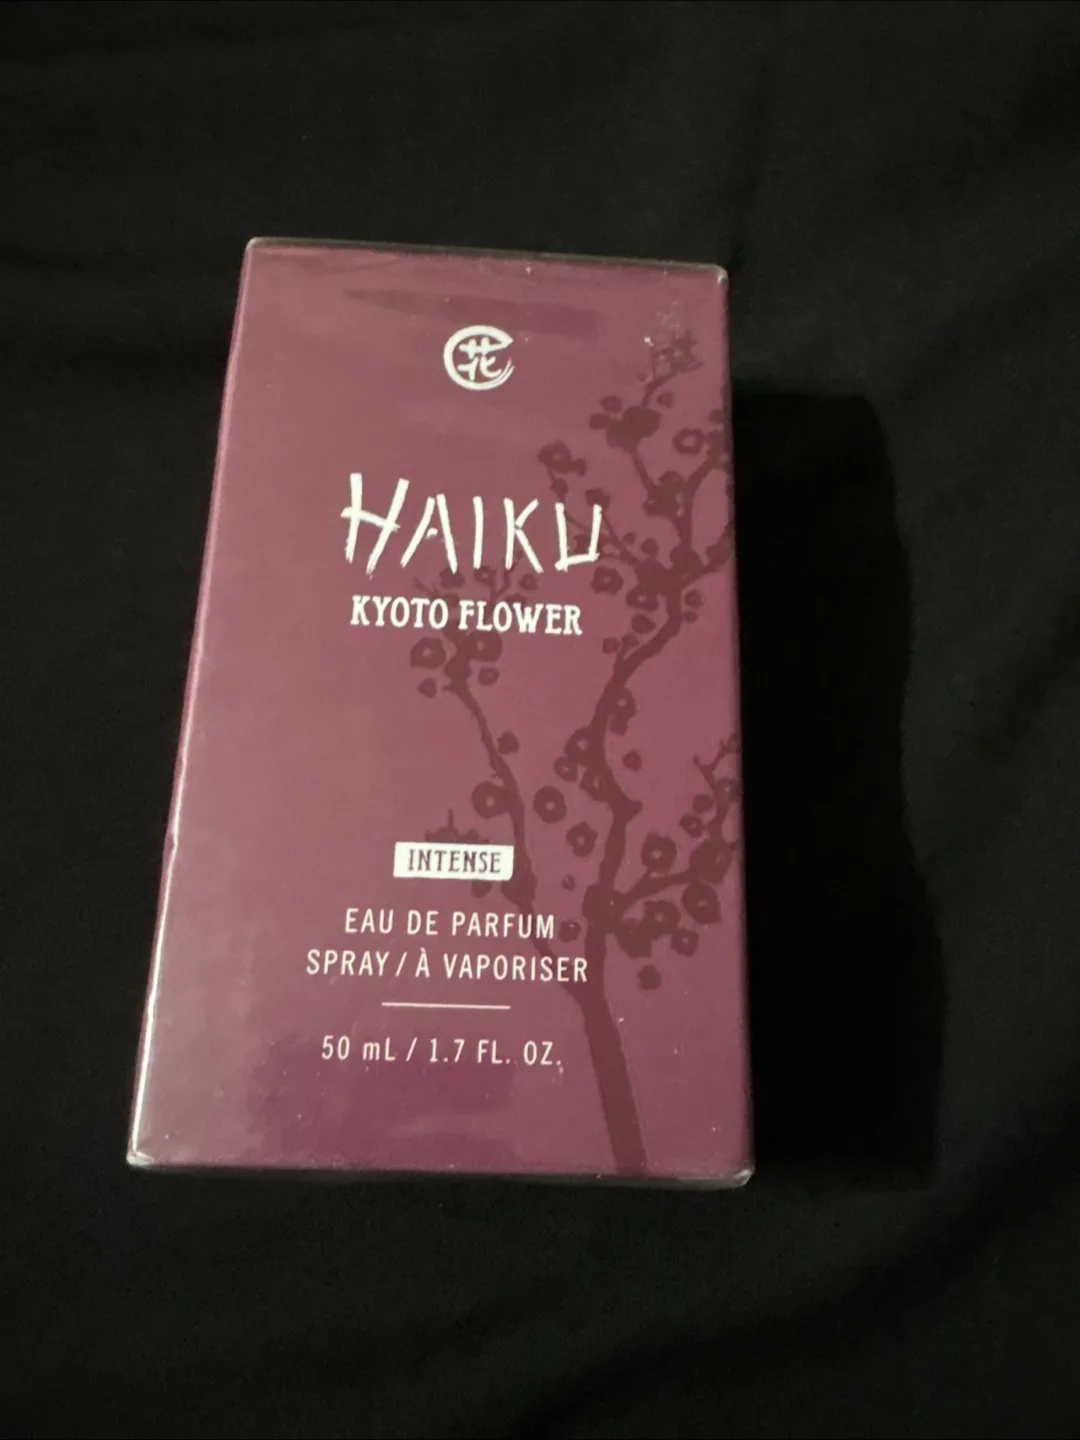 花
HAIKU
KYOTO FLOWER
INTENSE
EAU DE PARFUM
SPRAY / À VAPORISER
50 mL / 1.7 FL. OZ.